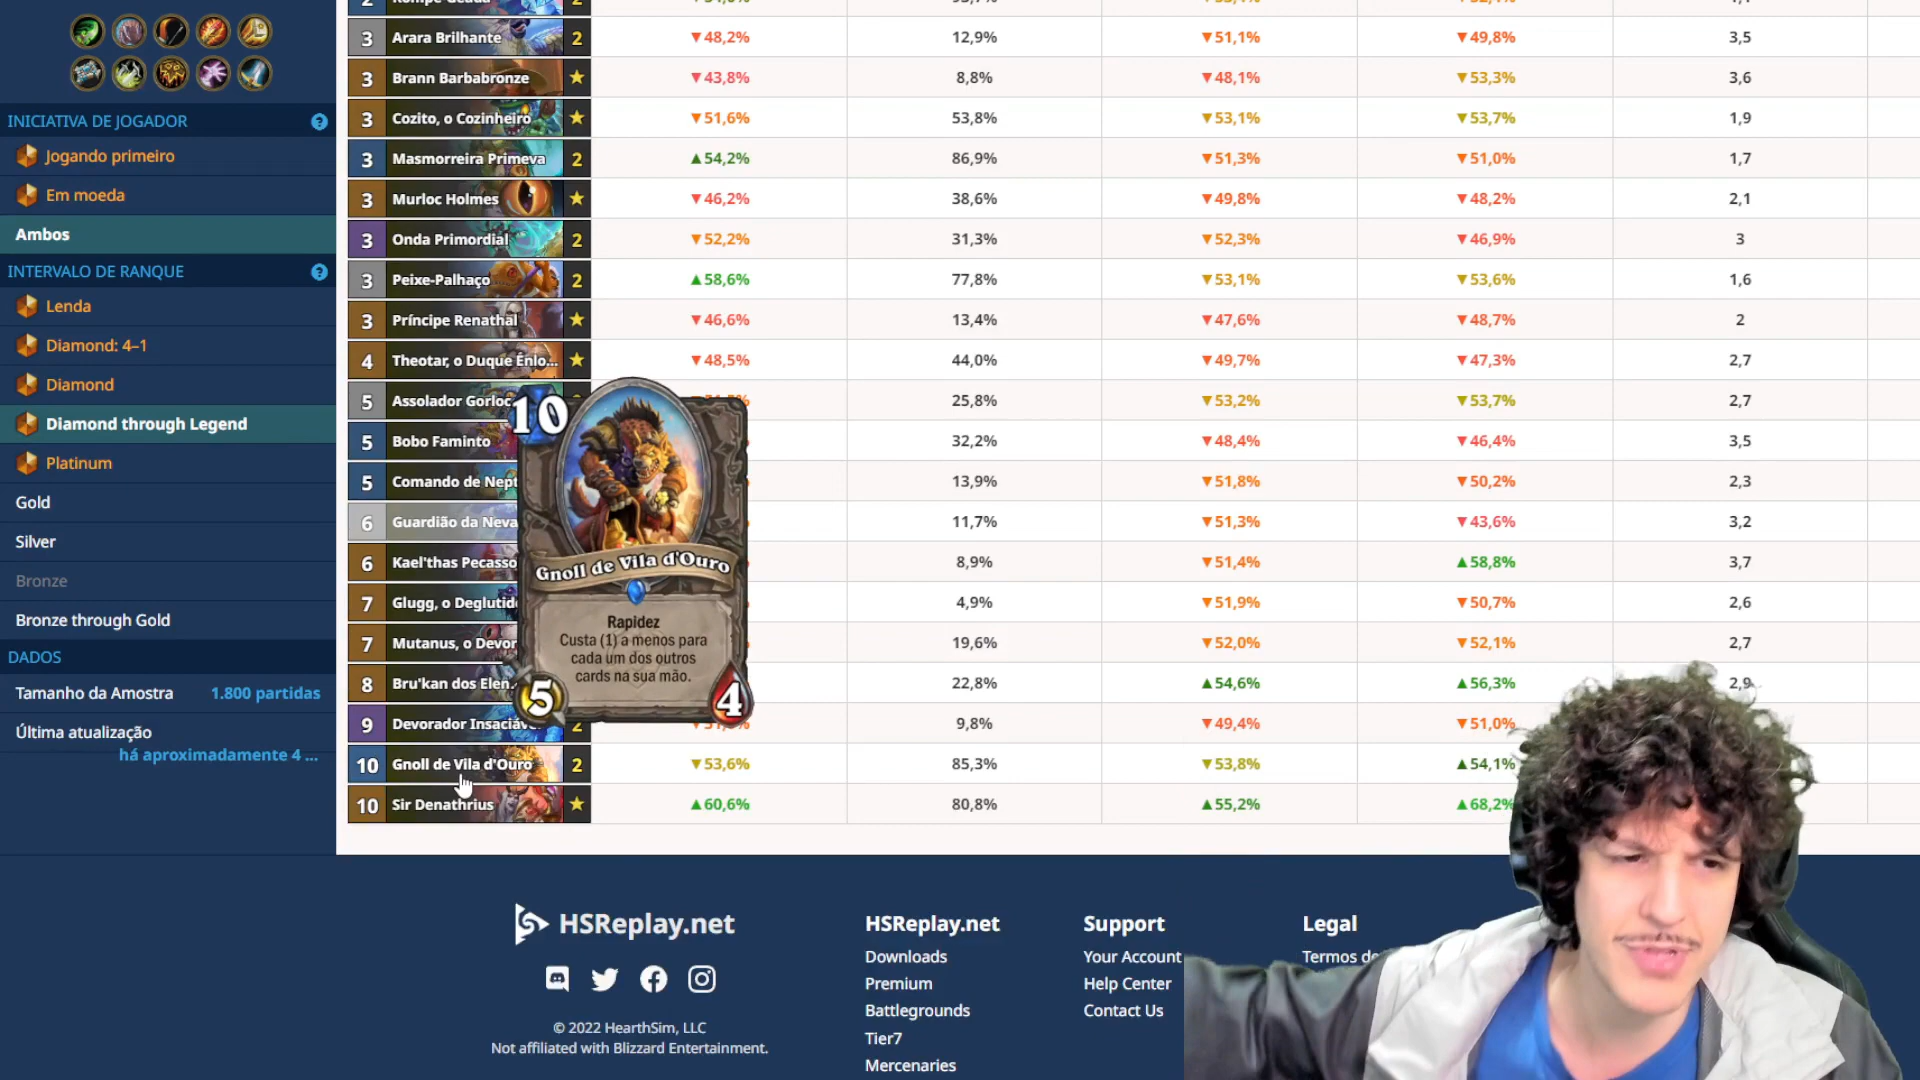 INICIATIVA DE JOGADOR ?
Jogando primeiro
Em moeda
Ambos
INTERVALO DE RANQUE ?
Lenda
Diamond: 4–1
Diamond
Diamond through Legend
Platinum
Gold
Silver
Bronze
Bronze through Gold
DADOS
Tamanho da Amostra 1.800 partidas
Última atualização
há aproximadamente 4 ...
3 Arara Brilhante 2 ▼48,2% 12,9% ▼51,1% ▼49,8% 3,5
3 Brann Barbabronze ★ ▼43,8% 8,8% ▼48,1% ▼53,3% 3,6
3 Cozito, o Cozinheiro ★ ▼51,6% 53,8% ▼53,1% ▼53,7% 1,9
3 Masmorreira Primeva 2 ▲54,2% 86,9% ▼51,3% ▼51,0% 1,7
3 Murloc Holmes ★ ▼46,2% 38,6% ▼49,8% ▼48,2% 2,1
3 Onda Primordial 2 ▼52,2% 31,3% ▼52,3% ▼46,9% 3
3 Peixe-Palhaço 2 ▲58,6% 77,8% ▼53,1% ▼53,6% 1,6
3 Príncipe Renathal ★ ▼46,6% 13,4% ▼47,6% ▼48,7% 2
4 Theotar, o Duque Enlo... ★ ▼48,5% 44,0% ▼49,7% ▼47,3% 2,7
5 Assolador Gorloc 25,8% ▼53,2% ▼53,7% 2,7
5 Bobo Faminto 32,2% ▼48,4% ▼46,4% 3,5
5 Comando de Nept 13,9% ▼51,8% ▼50,2% 2,3
6 Guardião da Neva 11,7% ▼51,3% ▼43,6% 3,2
6 Kael'thas Pecasso 8,9% ▼51,4% ▲58,8% 3,7
7 Glugg, o Deglutid 4,9% ▼51,9% ▼50,7% 2,6
7 Mutanus, o Devor 19,6% ▼52,0% ▼52,1% 2,7
8 Bru'kan dos Elen 22,8% ▲54,6% ▲56,3% 2,9
9 Devorador Insaciáv 2 9,8% ▼49,4% ▼51,0%
10 Gnoll de Vila d'Ouro 2 ▼53,6% 85,3% ▼53,8% ▲54,1%
10 Sir Denathrius ★ ▲60,6% 80,8% ▲55,2% ▲68,2%
10
Gnoll de Vila d'Ouro
Rapidez
Custa (1) a menos para
cada um dos outros
cards na sua mão.
5 4
HSReplay.net
© 2022 HearthSim, LLC
Not affiliated with Blizzard Entertainment.
HSReplay.net
Downloads
Premium
Battlegrounds
Tier7
Mercenaries
Support
Your Account
Help Center
Contact Us
Legal
Termos de